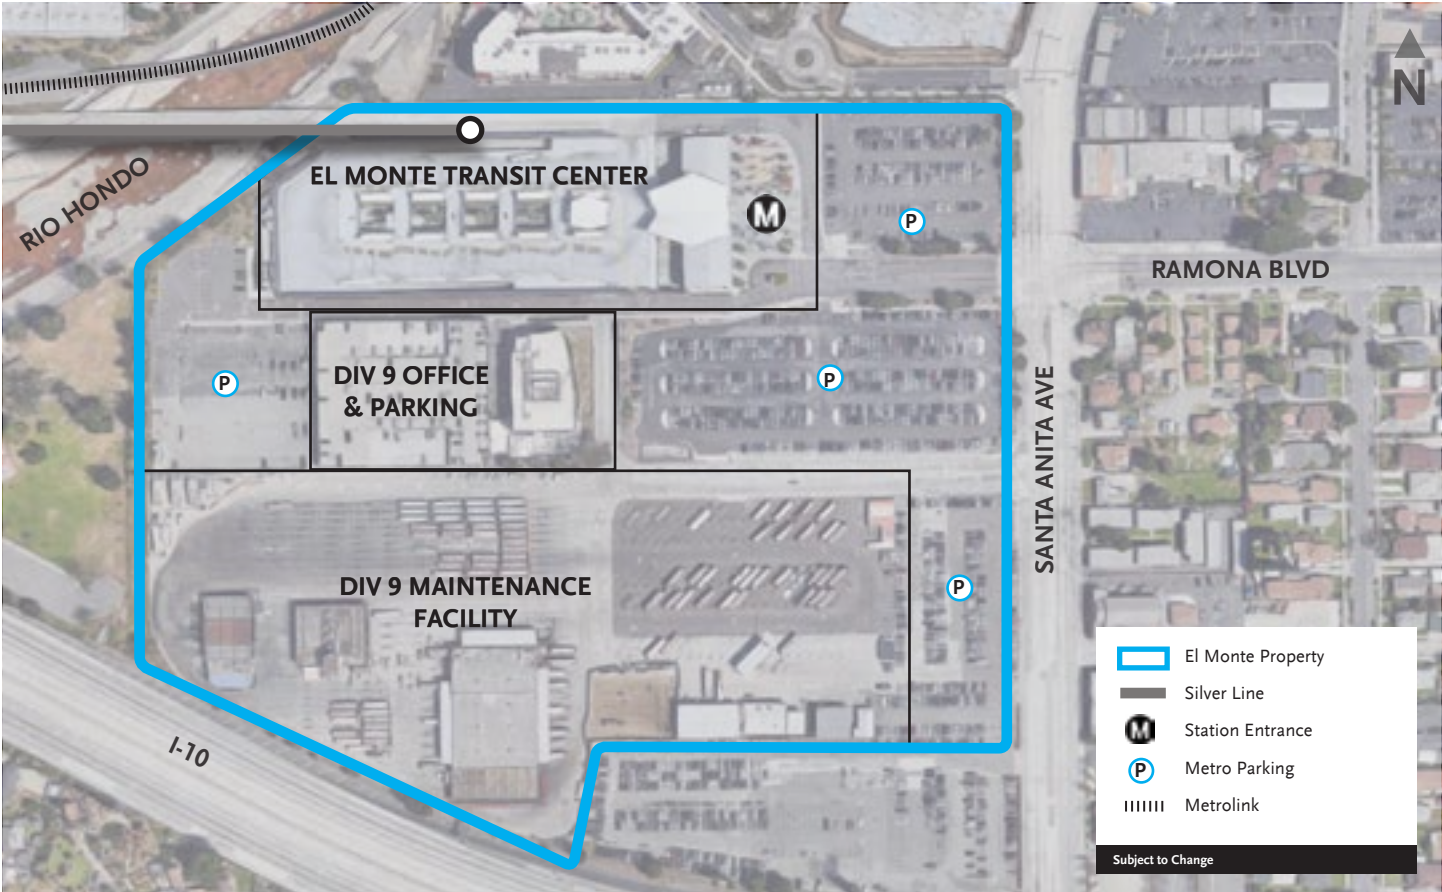 N
EL MONTE TRANSIT CENTER
RIO HONDO
M
P
RAMONA BLVD
DIV 9 OFFICE
& PARKING
P
P
SANTA ANITA AVE
DIV 9 MAINTENANCE
FACILITY
P
I-10
El Monte Property
Silver Line
M Station Entrance
P Metro Parking
Metrolink
Subject to Change